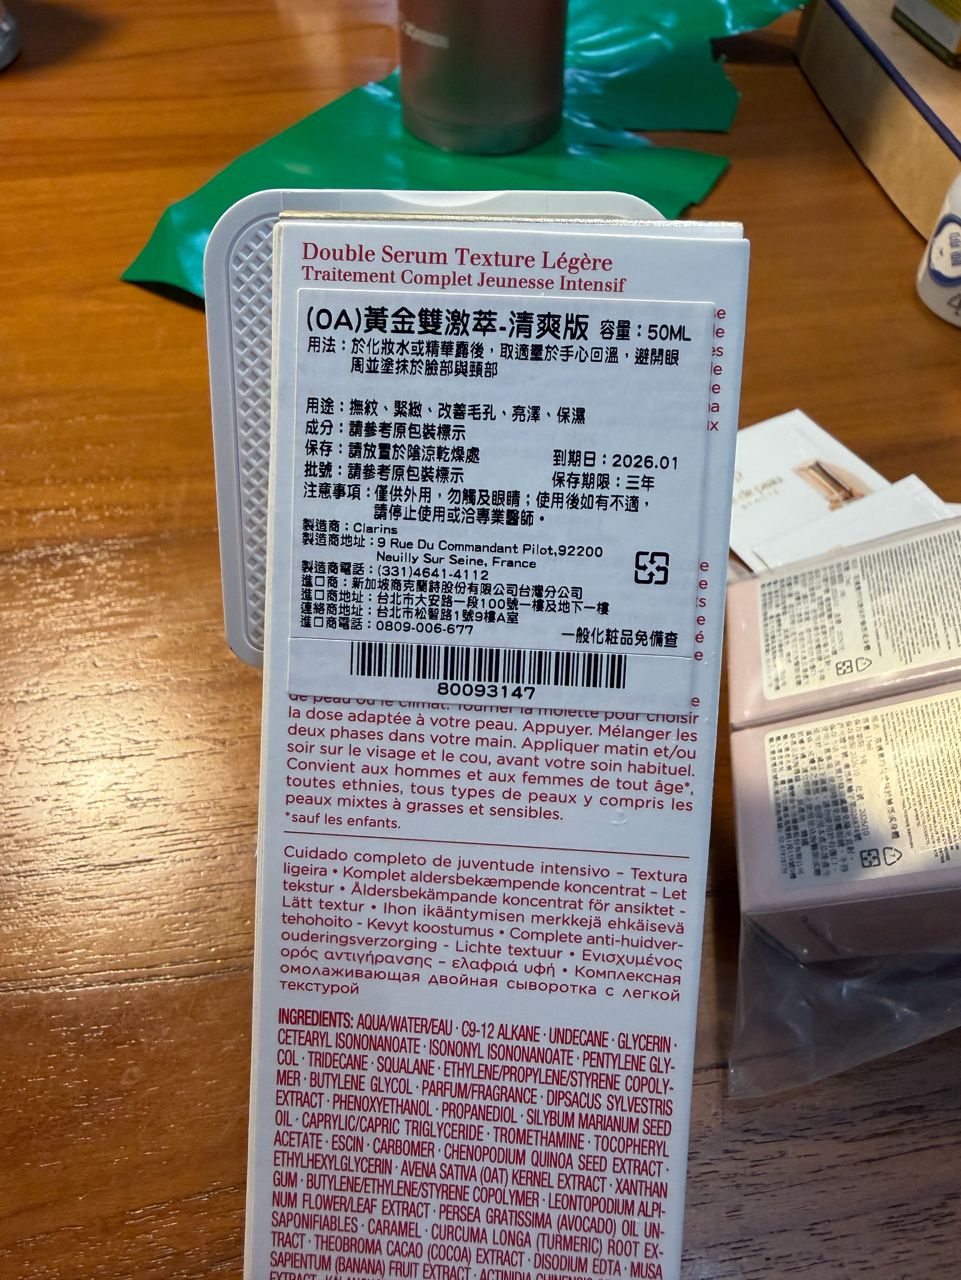 Double Serum Texture Légère
Traitement Complet Jeunesse Intensif
(OA)黃金雙激萃-清爽版 容量：50ML
用法：於化妝水或精華露後，取適量於手心回溫，避開眼
周並塗抹於臉部與頸部
用途：撫紋、緊緻、改善毛孔、亮澤、保濕
成分：請參考原包裝標示
保存：請放置於陰涼乾燥處 到期日：2026.01
批號：請參考原包裝標示 保存期限：三年
注意事項：僅供外用，勿觸及眼睛；使用後如有不適，
請停止使用或洽專業醫師。
製造商：Clarins
製造商地址：9 Rue Du Commandant Pilot,92200
Neuilly Sur Seine, France
製造商電話：(331)4641-4112
進口商：新加坡商克蘭詩股份有限公司台灣分公司
進口商地址：台北市大安路一段100號一樓及地下一樓
連絡商地址：台北市松智路1號9樓A室
進口商電話：0809-006-677 一般化粧品免備查
80093147
de peau ou le climat. Tourner la molette pour choisir
la dose adaptée à votre peau. Appuyer. Mélanger les
deux phases dans votre main. Appliquer matin et/ou
soir sur le visage et le cou, avant votre soin habituel.
Convient aux hommes et aux femmes de tout âge*,
toutes ethnies, tous types de peaux y compris les
peaux mixtes à grasses et sensibles.
*sauf les enfants.
Cuidado completo de juventude intensivo – Textura
ligeira • Komplet aldersbekæmpende koncentrat – Let
tekstur • Åldersbekämpande koncentrat för ansiktet -
Lätt textur • Ihon ikääntymisen merkkejä ehkäisevä
tehohoito - Kevyt koostumus • Complete anti-huidver-
ouderingsverzorging – Lichte textuur • Ενισχυμένος
ορός αντιγήρανσης – ελαφριά υφή • Комплексная
омолаживающая двойная сыворотка с легкой
текстурой
INGREDIENTS: AQUA/WATER/EAU · C9-12 ALKANE · UNDECANE · GLYCERIN ·
CETEARYL ISONONANOATE · ISONONYL ISONONANOATE · PENTYLENE GLY-
COL · TRIDECANE · SQUALANE · ETHYLENE/PROPYLENE/STYRENE COPOLY-
MER · BUTYLENE GLYCOL · PARFUM/FRAGRANCE · DIPSACUS SYLVESTRIS
EXTRACT · PHENOXYETHANOL · PROPANEDIOL · SILYBUM MARIANUM SEED
OIL · CAPRYLIC/CAPRIC TRIGLYCERIDE · TROMETHAMINE · TOCOPHERYL
ACETATE · ESCIN · CARBOMER · CHENOPODIUM QUINOA SEED EXTRACT ·
ETHYLHEXYLGLYCERIN · AVENA SATIVA (OAT) KERNEL EXTRACT · XANTHAN
GUM · BUTYLENE/ETHYLENE/STYRENE COPOLYMER · LEONTOPODIUM ALPI-
NUM FLOWER/LEAF EXTRACT · PERSEA GRATISSIMA (AVOCADO) OIL UN-
SAPONIFIABLES · CARAMEL · CURCUMA LONGA (TURMERIC) ROOT EX-
TRACT · THEOBROMA CACAO (COCOA) EXTRACT · DISODIUM EDTA · MUSA
SAPIENTUM (BANANA) FRUIT EXTRACT